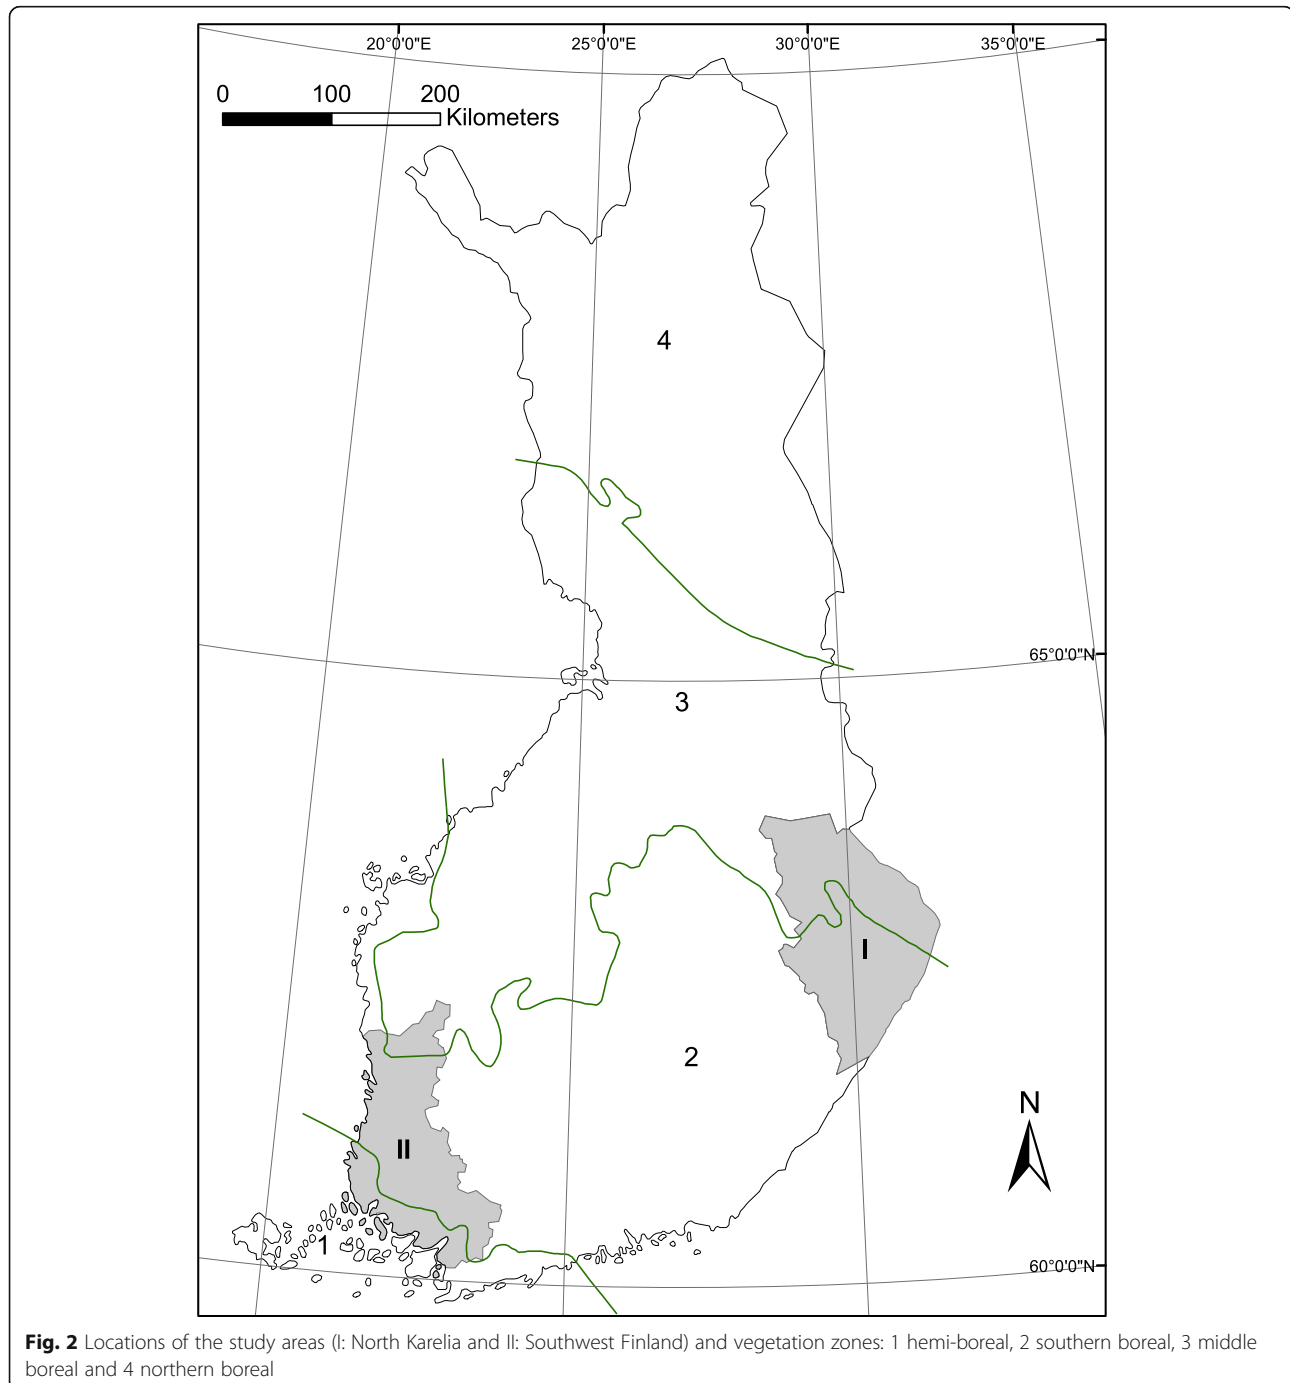 20°0'0"E 25°0'0"E 30°0'0"E 35°0'0"E
0 100 200
Kilometers
4
65°0'0"N
3
I
2
N
II
1
60°0'0"N
Fig. 2 Locations of the study areas (I: North Karelia and II: Southwest Finland) and vegetation zones: 1 hemi-boreal, 2 southern boreal, 3 middle
boreal and 4 northern boreal